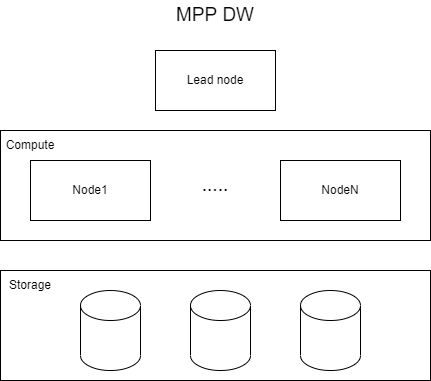 MPP DW
Lead node
Compute
Node1
.....
NodeN
Storage